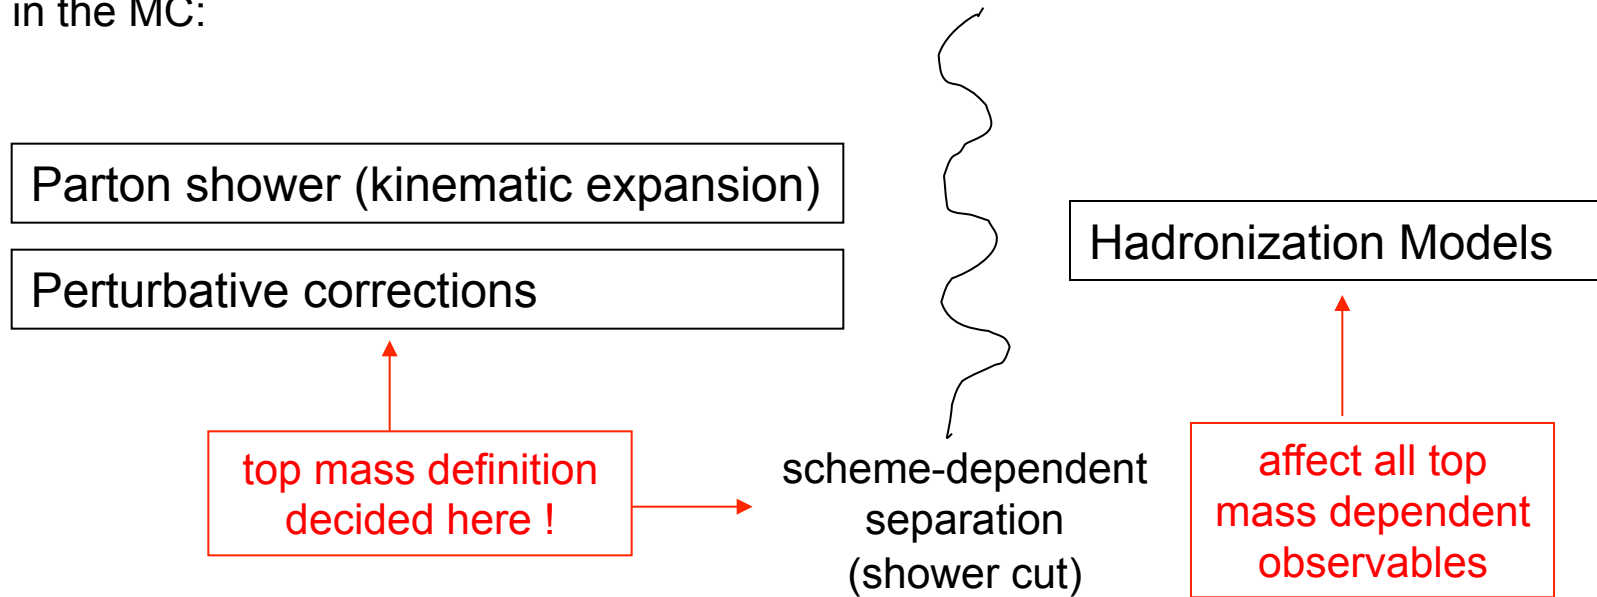 in the MC:
Parton shower (kinematic expansion)
Perturbative corrections
Hadronization Models
top mass definition
decided here !
scheme-dependent
separation
(shower cut)
affect all top
mass dependent
observables